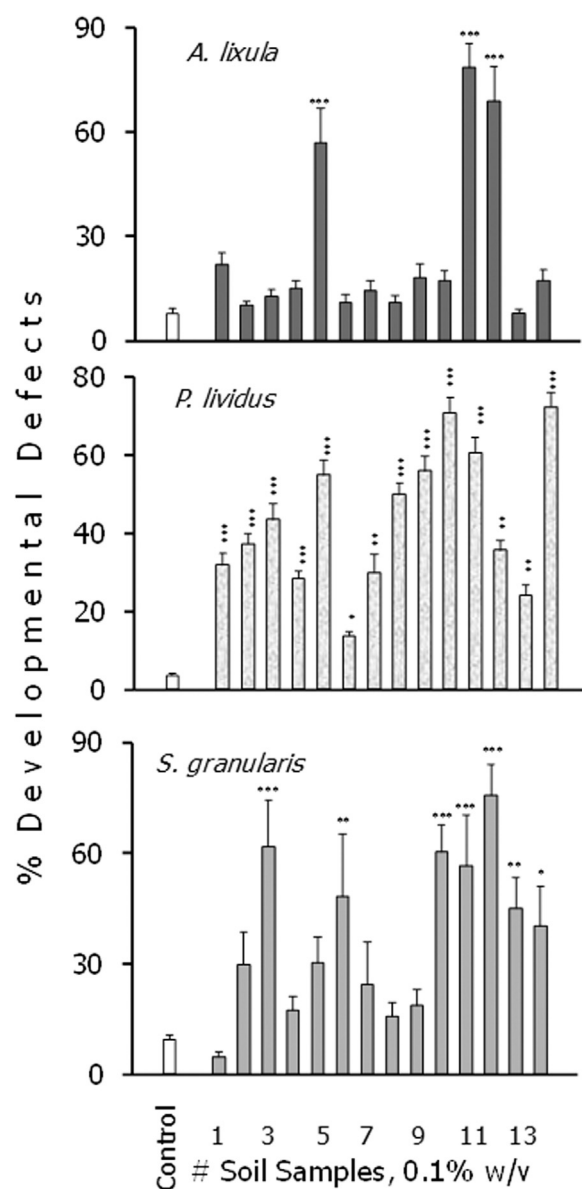 % Developmental Defects
90
A. lixula
60
30
0
80
P. lividus
60
40
20
0
90
S. granularis
60
30
0
Control 1 3 5 7 9 11 13
# Soil Samples, 0.1% w/v